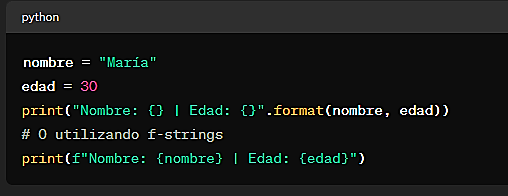 python
nombre = "María"
edad = 30
print("Nombre: {} | Edad: {}".format(nombre, edad))
# O utilizando f-strings
print(f"Nombre: {nombre} | Edad: {edad}")